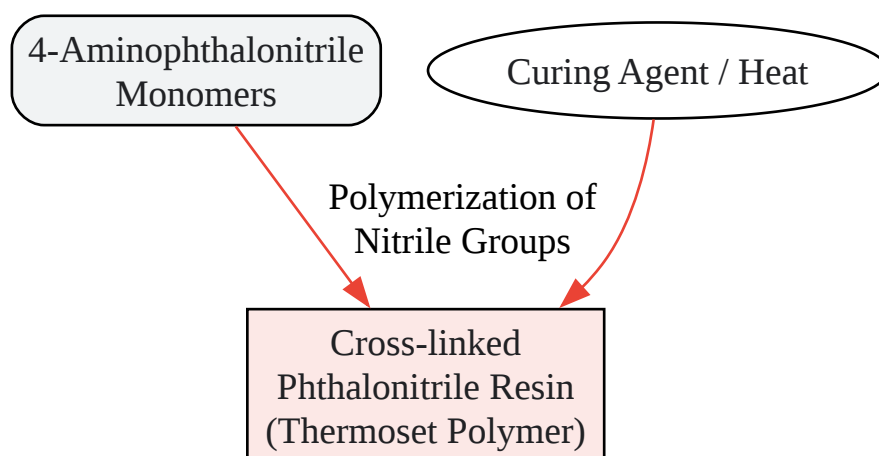 4-Aminophthalonitrile
Monomers
Curing Agent / Heat
Polymerization of
Nitrile Groups
Cross-linked
Phthalonitrile Resin
(Thermoset Polymer)